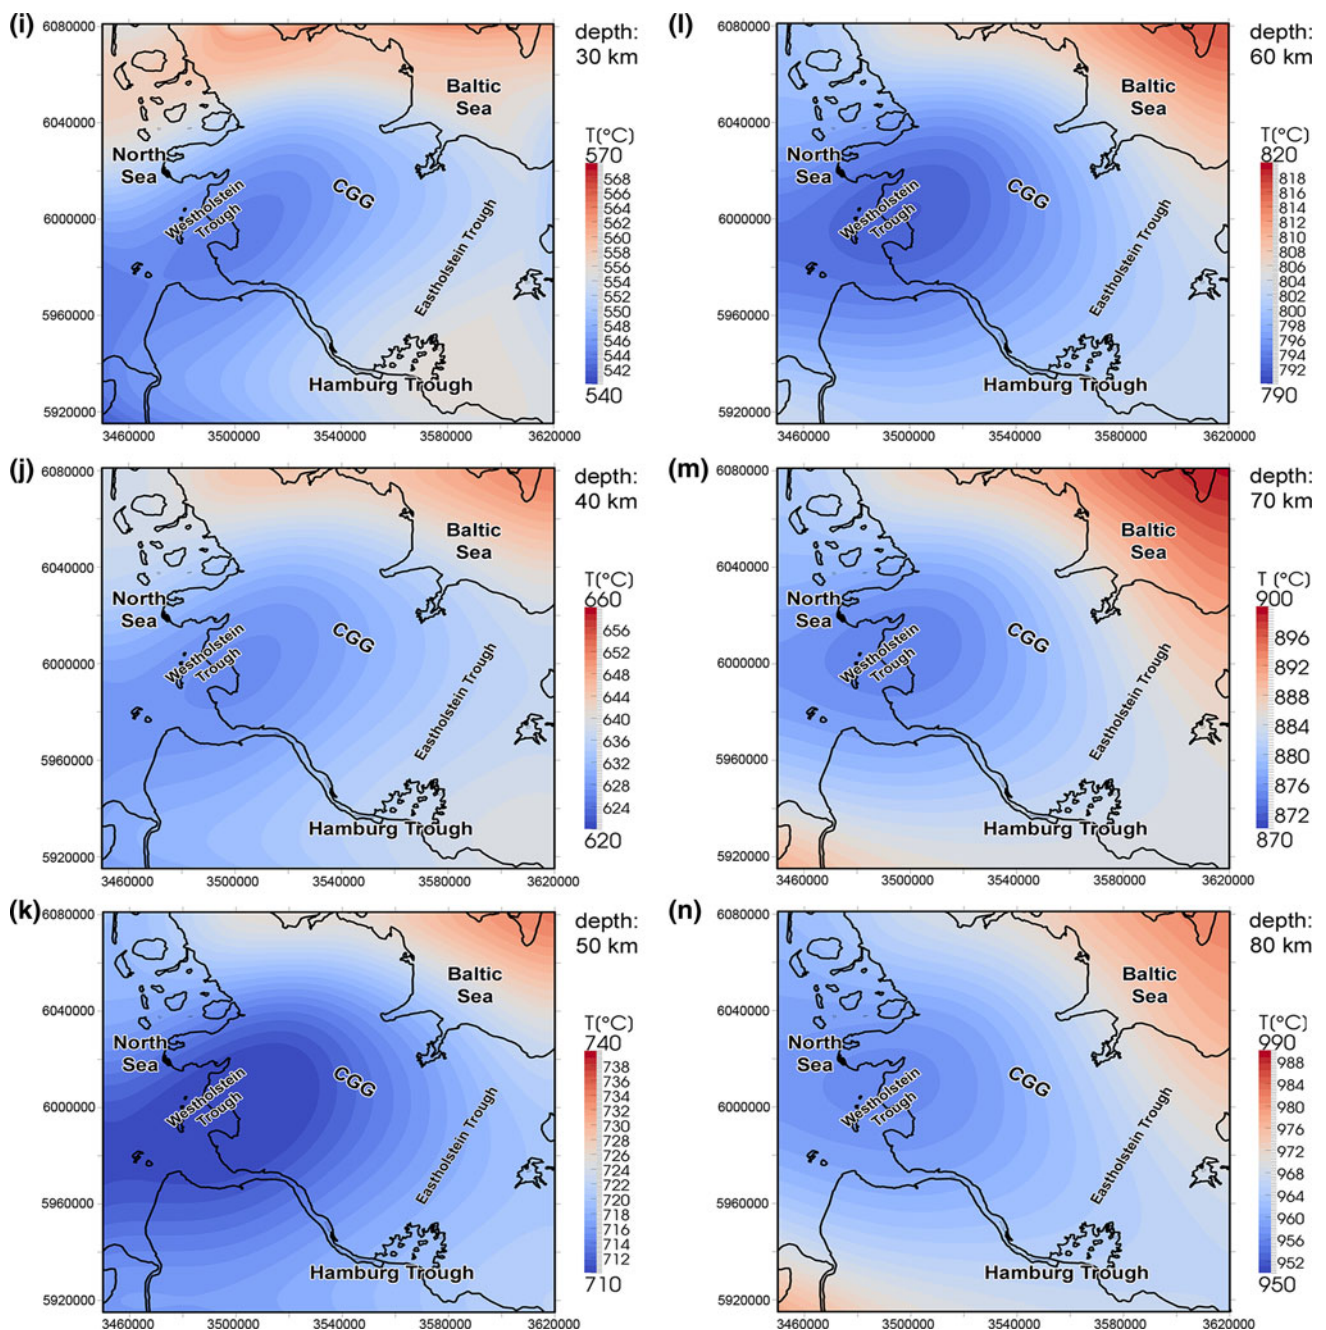 (i)
6080000
6040000
6000000
5960000
5920000
3460000 3500000 3540000 3580000 3620000
Baltic
Sea
North
Sea
Westholstein
Trough
CGG
Eastholstein Trough
Hamburg Trough
depth:
30 km
T[°C]
570
568
566
564
562
560
558
556
554
552
550
548
546
544
542
540
(l)
6080000
6040000
6000000
5960000
5920000
3460000 3500000 3540000 3580000 3620000
Baltic
Sea
North
Sea
Westholstein
Trough
CGG
Eastholstein Trough
Hamburg Trough
depth:
60 km
T[°C]
820
818
816
814
812
810
808
806
804
802
800
798
796
794
792
790
(j)
6080000
6040000
6000000
5960000
5920000
3460000 3500000 3540000 3580000 3620000
Baltic
Sea
North
Sea
Westholstein
Trough
CGG
Eastholstein Trough
Hamburg Trough
depth:
40 km
T[°C]
660
656
652
648
644
640
636
632
628
624
620
(m)
6080000
6040000
6000000
5960000
5920000
3460000 3500000 3540000 3580000 3620000
Baltic
Sea
North
Sea
Westholstein
Trough
CGG
Eastholstein Trough
Hamburg Trough
depth:
70 km
T [°C]
900
896
892
888
884
880
876
872
870
(k)
6080000
6040000
6000000
5960000
5920000
3460000 3500000 3540000 3580000 3620000
Baltic
Sea
North
Sea
Westholstein
Trough
CGG
Eastholstein Trough
Hamburg Trough
depth:
50 km
T[°C]
740
738
736
734
732
730
728
726
724
722
720
718
716
714
712
710
(n)
6080000
6040000
6000000
5960000
5920000
3460000 3500000 3540000 3580000 3620000
Baltic
Sea
North
Sea
Westholstein
Trough
CGG
Eastholstein Trough
Hamburg Trough
depth:
80 km
T[°C]
990
988
984
980
976
972
968
964
960
956
952
950